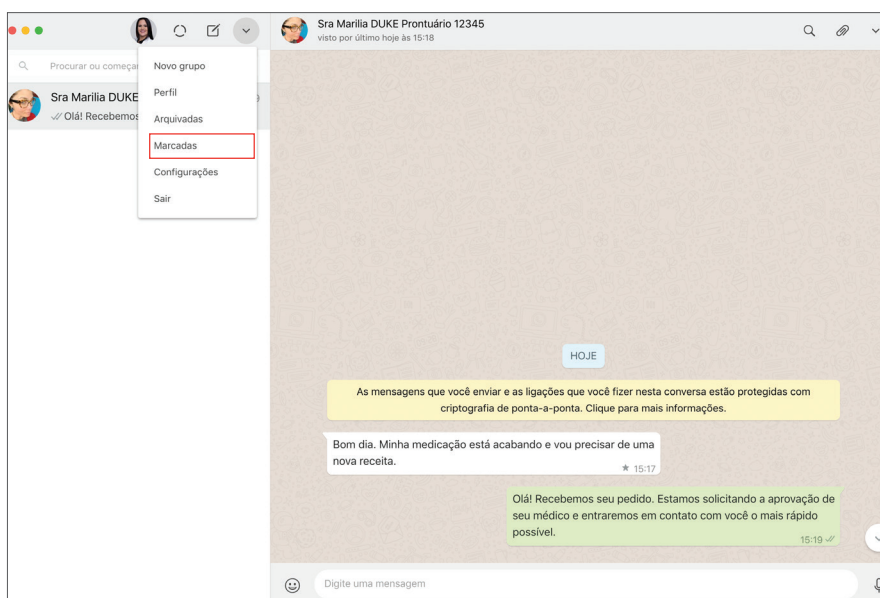 Sra Marilia DUKE Prontuário 12345
visto por último hoje às 15:18
Procurar ou começa
Sra Marilia DUKE
Olá! Recebemos
Novo grupo
Perfil
Arquivadas
Marcadas
Configurações
Sair
HOJE
As mensagens que você enviar e as ligações que você fizer nesta conversa estão protegidas com
criptografia de ponta-a-ponta. Clique para mais informações.
Bom dia. Minha medicação está acabando e vou precisar de uma
nova receita.
15:17
Olá! Recebemos seu pedido. Estamos solicitando a aprovação de
seu médico e entraremos em contato com você o mais rápido
possível.
15:19
Digite uma mensagem